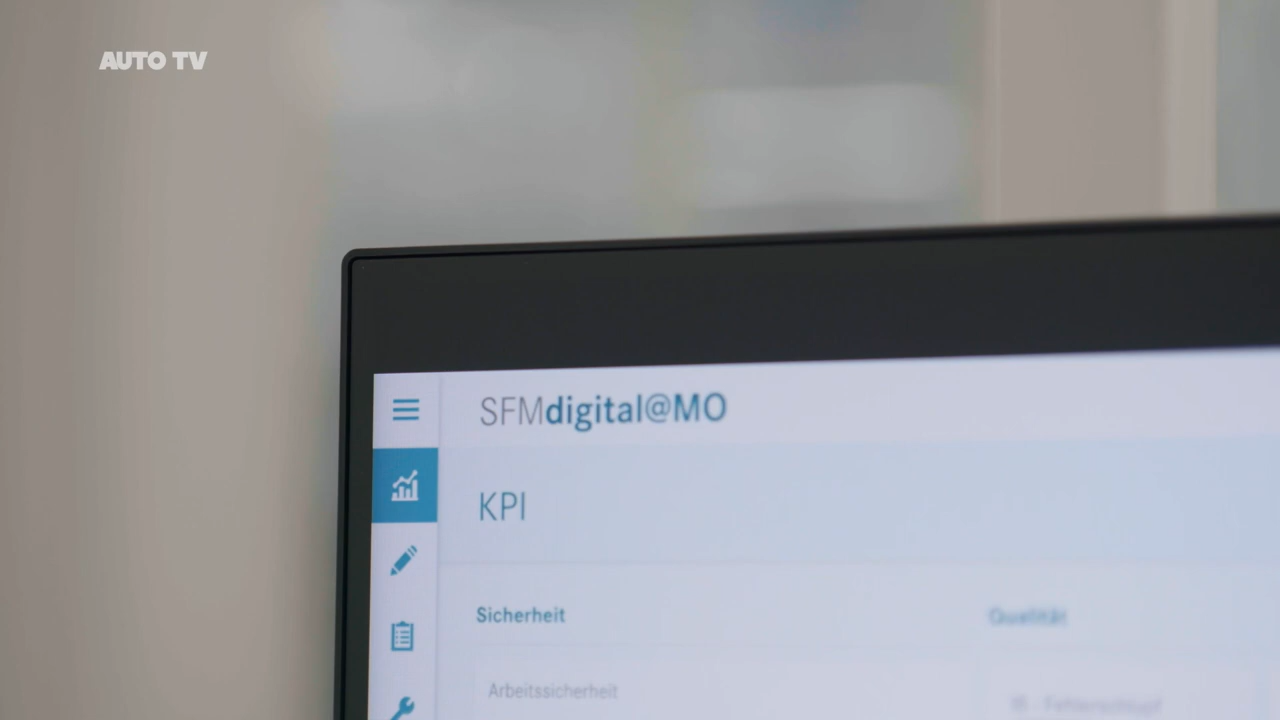 AUTO TV
SFMdigital@MO
KPI
Sicherheit
Qualität
Arbeitssicherheit